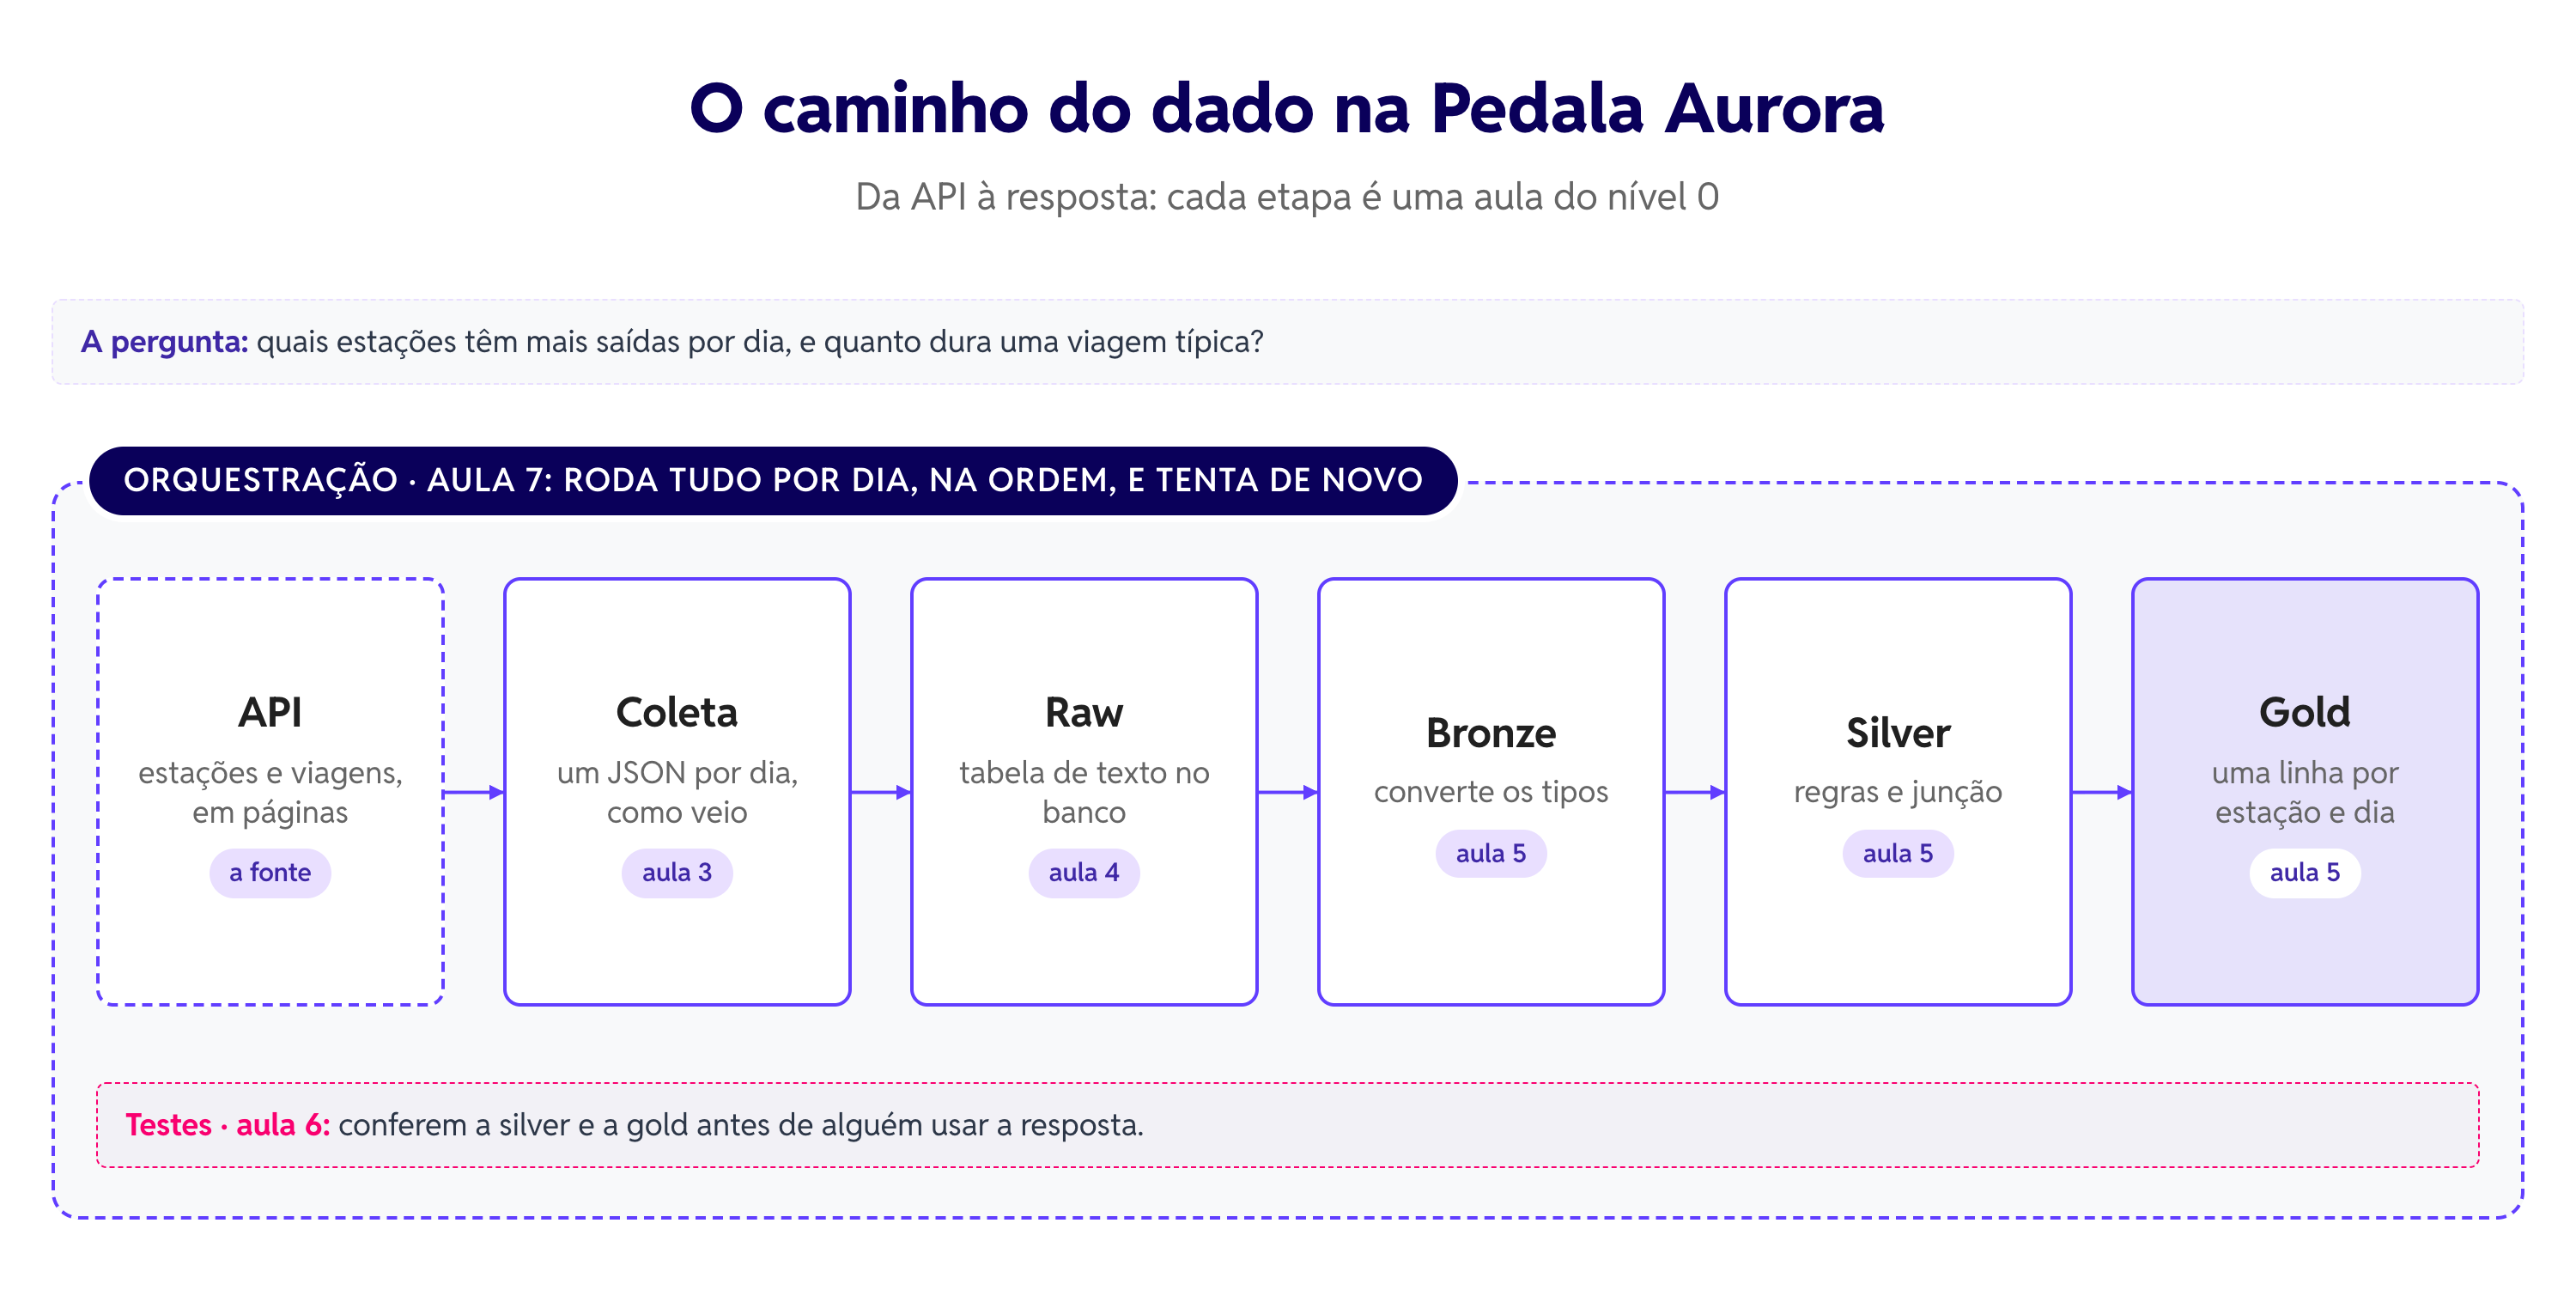 O caminho do dado na Pedala Aurora
Da API à resposta: cada etapa é uma aula do nível 0
A pergunta: quais estações têm mais saídas por dia, e quanto dura uma viagem típica?
ORQUESTRAÇÃO · AULA 7: RODA TUDO POR DIA, NA ORDEM, E TENTA DE NOVO
API
estações e viagens,
em páginas
a fonte
Coleta
um JSON por dia,
como veio
aula 3
Raw
tabela de texto no
banco
aula 4
Bronze
converte os tipos
aula 5
Silver
regras e junção
aula 5
Gold
uma linha por
estação e dia
aula 5
Testes · aula 6: conferem a silver e a gold antes de alguém usar a resposta.